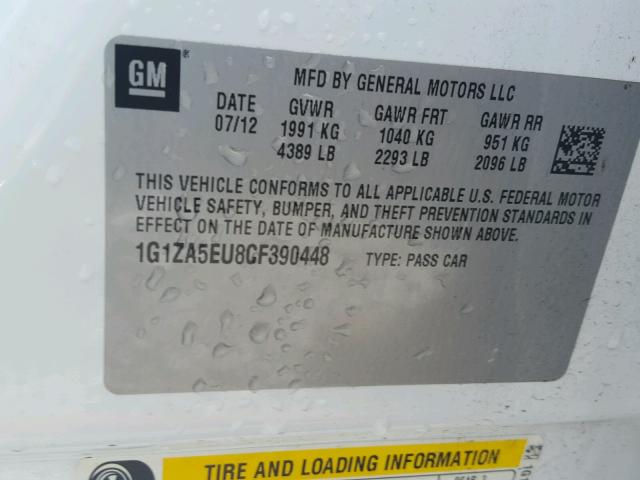 GM®
MFD BY GENERAL MOTORS LLC
DATE GVWR GAWR FRT GAWR RR
07/12 1991 KG 1040 KG 951 KG
4389 LB 2293 LB 2096 LB
THIS VEHICLE CONFORMS TO ALL APPLICABLE U.S. FEDERAL MOTOR
VEHICLE SAFETY, BUMPER, AND THEFT PREVENTION STANDARDS IN
EFFECT ON THE DATE OF MANUFACTURE SHOWN ABOVE.
1G1ZA5EU8CF390448 TYPE: PASS CAR
TIRE AND LOADING INFORMATION